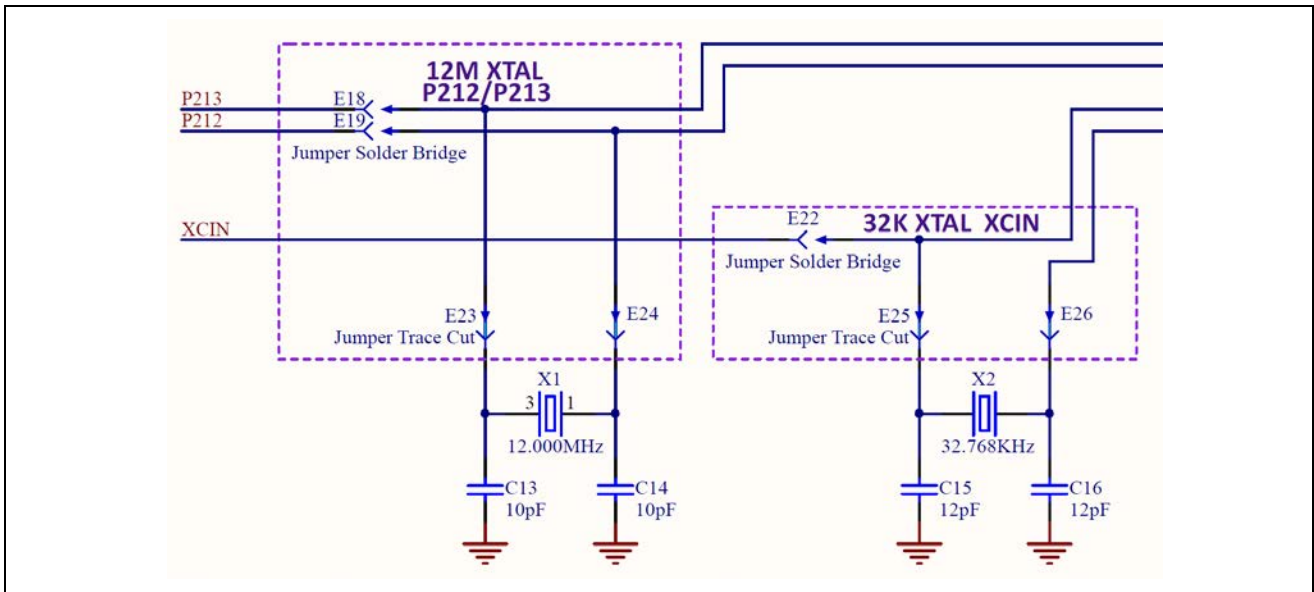 12M XTAL
P212/P213
P213
E18
P212
E19
Jumper Solder Bridge
XCIN
E22
32K XTAL XCIN
Jumper Solder Bridge
E23
E24
Jumper Trace Cut
E25
E26
Jumper Trace Cut
X1
3
1
12.000MHz
X2
32.768KHz
C13
10pF
C14
10pF
C15
12pF
C16
12pF